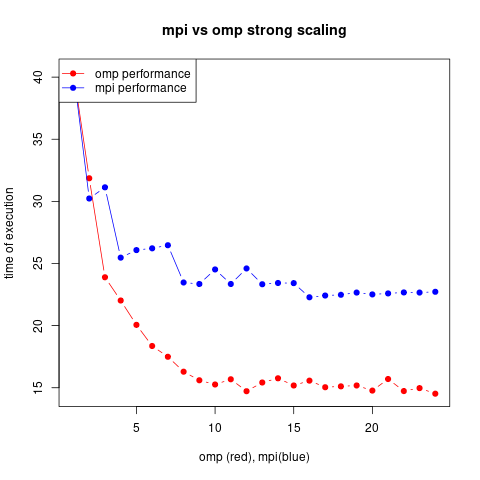 mpi vs omp strong scaling
omp performance
mpi performance
time of execution
40
35
30
25
20
15
5
10
15
20
omp (red), mpi(blue)